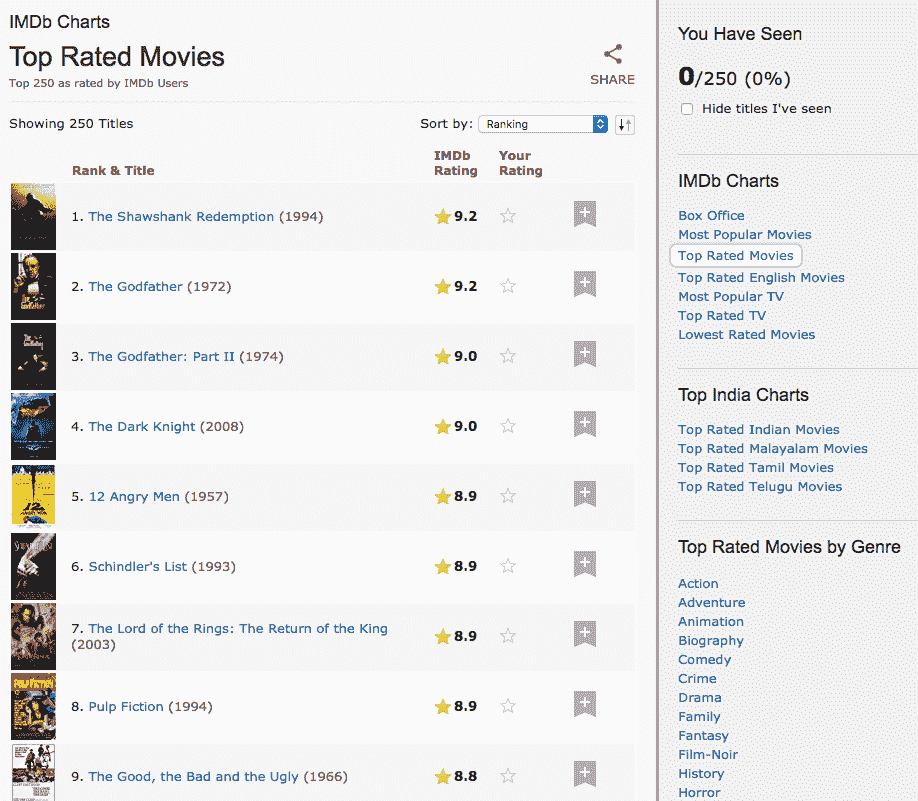 IMDb Charts
Top Rated Movies
Top 250 as rated by IMDb Users
SHARE
Showing 250 Titles
Sort by: Ranking
Rank & Title
IMDb Rating
Your Rating
1. The Shawshank Redemption (1994) 9.2
2. The Godfather (1972) 9.2
3. The Godfather: Part II (1974) 9.0
4. The Dark Knight (2008) 9.0
5. 12 Angry Men (1957) 8.9
6. Schindler's List (1993) 8.9
7. The Lord of the Rings: The Return of the King
(2003) 8.9
8. Pulp Fiction (1994) 8.9
9. The Good, the Bad and the Ugly (1966) 8.8
You Have Seen
0/250 (0%)
Hide titles I've seen
IMDb Charts
Box Office
Most Popular Movies
Top Rated Movies
Top Rated English Movies
Most Popular TV
Top Rated TV
Lowest Rated Movies
Top India Charts
Top Rated Indian Movies
Top Rated Malayalam Movies
Top Rated Tamil Movies
Top Rated Telugu Movies
Top Rated Movies by Genre
Action
Adventure
Animation
Biography
Comedy
Crime
Drama
Family
Fantasy
Film-Noir
History
Horror